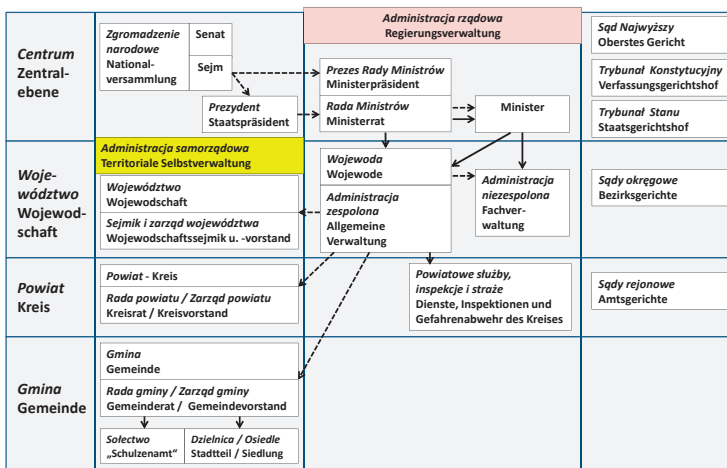 Centrum
Zentral-
ebene
Zgromadzenie
narodowe
National-
versammlung
Senat
Sejm
Prezydent
Staatspräsident
Administracja rządowa
Regierungsverwaltung
Prezes Rady Ministrów
Ministerpräsident
Rada Ministrów
Ministerrat
Minister
Sąd Najwyższy
Oberstes Gericht
Trybunał Konstytucyjny
Verfassungsgerichtshof
Trybunał Stanu
Staatsgerichtshof
Woje-
wództwo
Wojewod-
schaft
Administracja samorządowa
Territoriale Selbstverwaltung
Województwo
Wojewodschaft
Sejmik i zarząd województwa
Wojewodschaftssejmik u. -vorstand
Wojewoda
Wojewode
Administracja
zespolona
Allgemeine
Verwaltung
Administracja
niezespolona
Fachver-
waltung
Sądy okręgowe
Bezirksgerichte
Powiat
Kreis
Powiat - Kreis
Rada powiatu / Zarząd powiatu
Kreisrat / Kreisvorstand
Powiatowe służby,
inspekcje i straże
Dienste, Inspektionen und
Gefahrenabwehr des Kreises
Sądy rejonowe
Amtsgerichte
Gmina
Gemeinde
Gmina
Gemeinde
Rada gminy / Zarząd gminy
Gemeinderat / Gemeindevorstand
Sołectwo
„Schulzenamt“
Dzielnica / Osiedle
Stadtteil / Siedlung